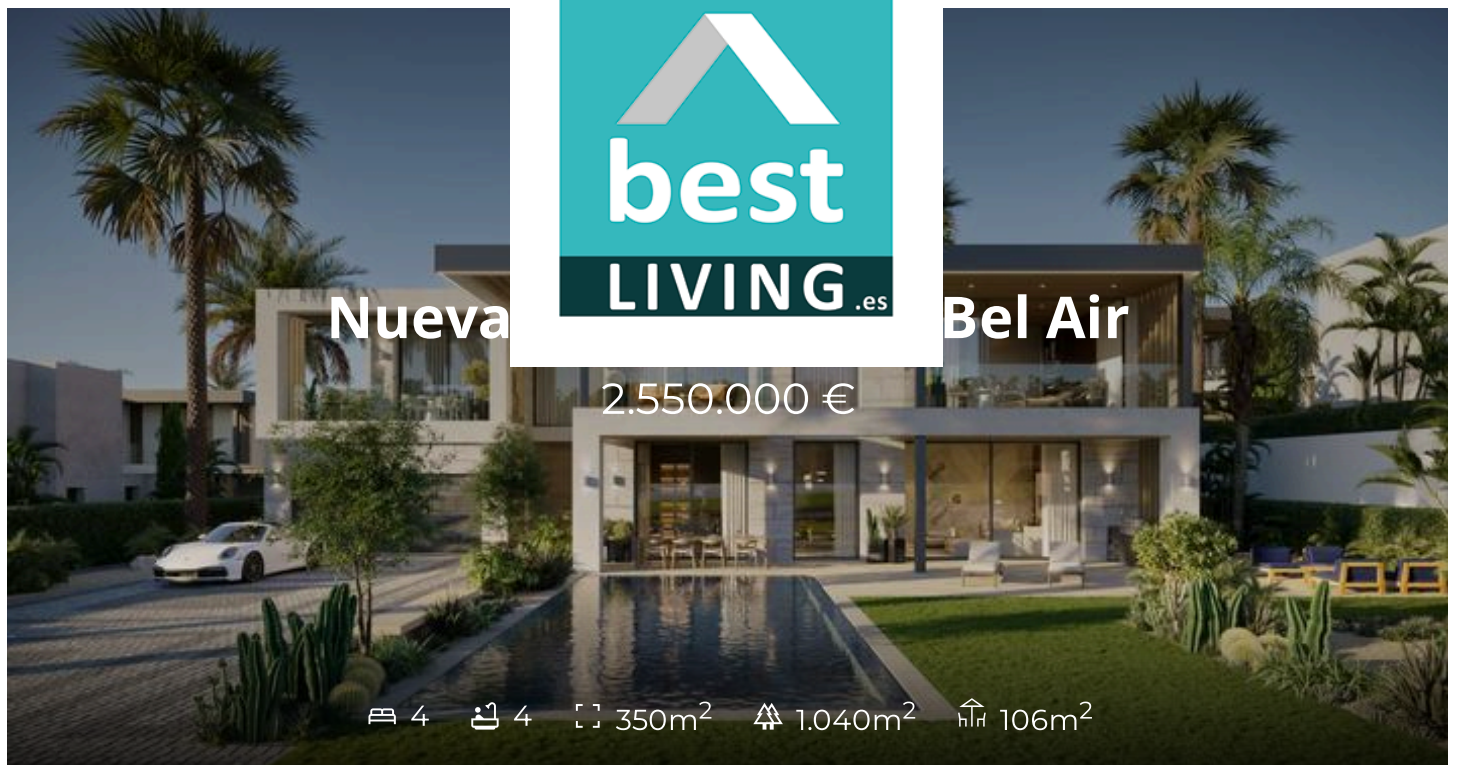 best
LIVING.es
Nueva Bel Air
2.550.000 €
4 4 350m² 1.040m² 106m²